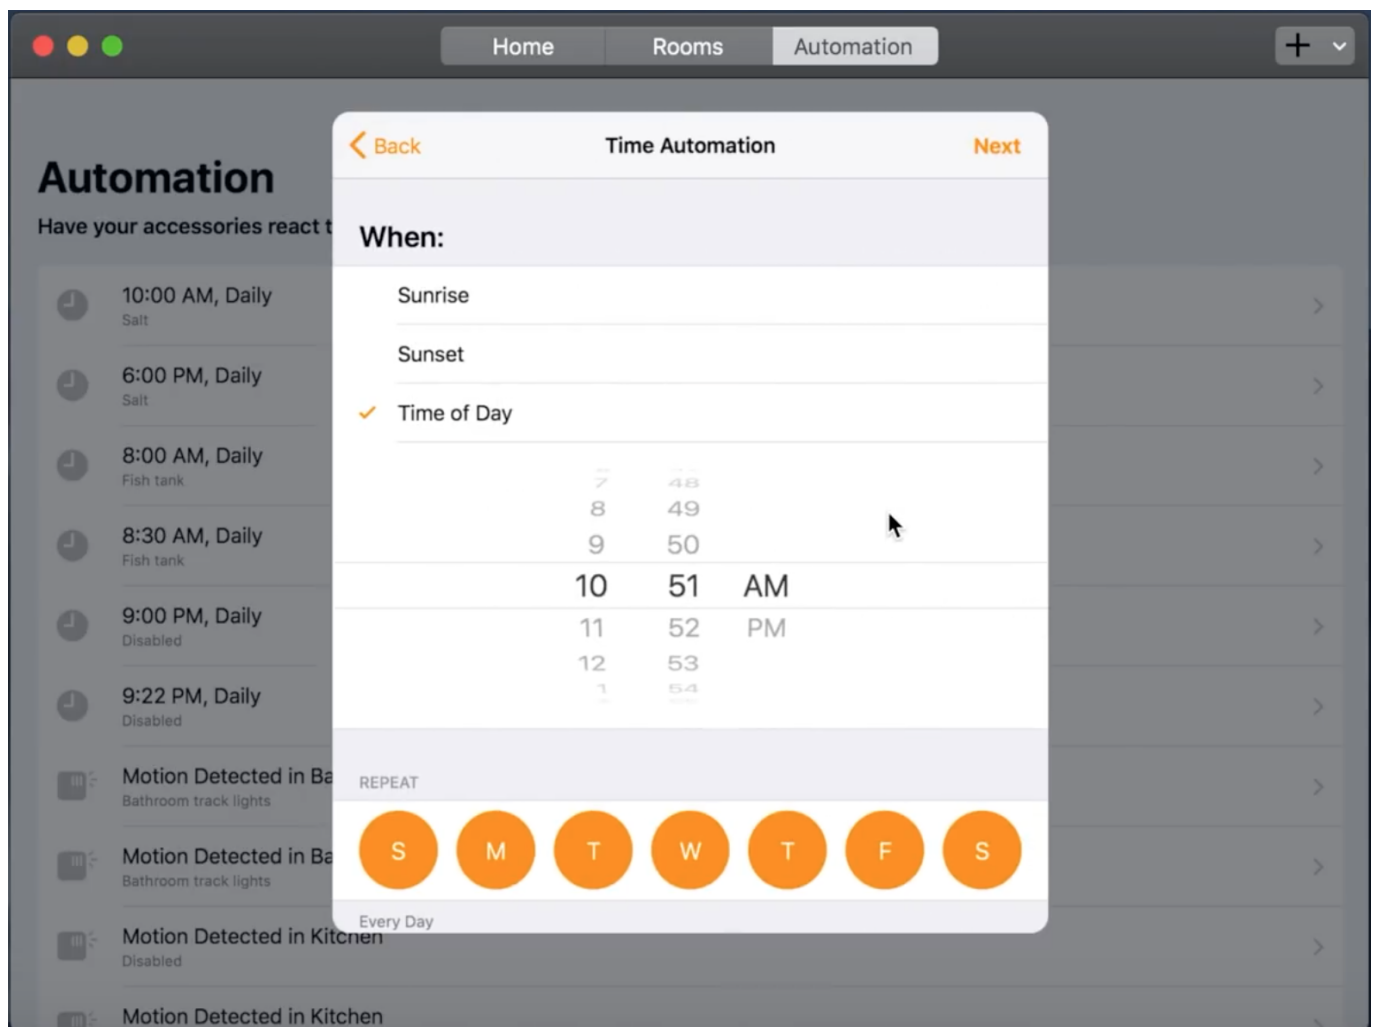 Home Rooms Automation
Automation
Have your accessories react t
10:00 AM, Daily
Salt
6:00 PM, Daily
Salt
8:00 AM, Daily
Fish tank
8:30 AM, Daily
Fish tank
9:00 PM, Daily
Disabled
9:22 PM, Daily
Disabled
Motion Detected in Ba
Bathroom track lights
Motion Detected in Ba
Bathroom track lights
Motion Detected in Kitchen
Disabled
Motion Detected in Kitchen
Back Time Automation Next
When:
Sunrise
Sunset
Time of Day
7 48
8 49
9 50
10 51 AM
11 52 PM
12 53
1 54
REPEAT
S M T W T F S
Every Day